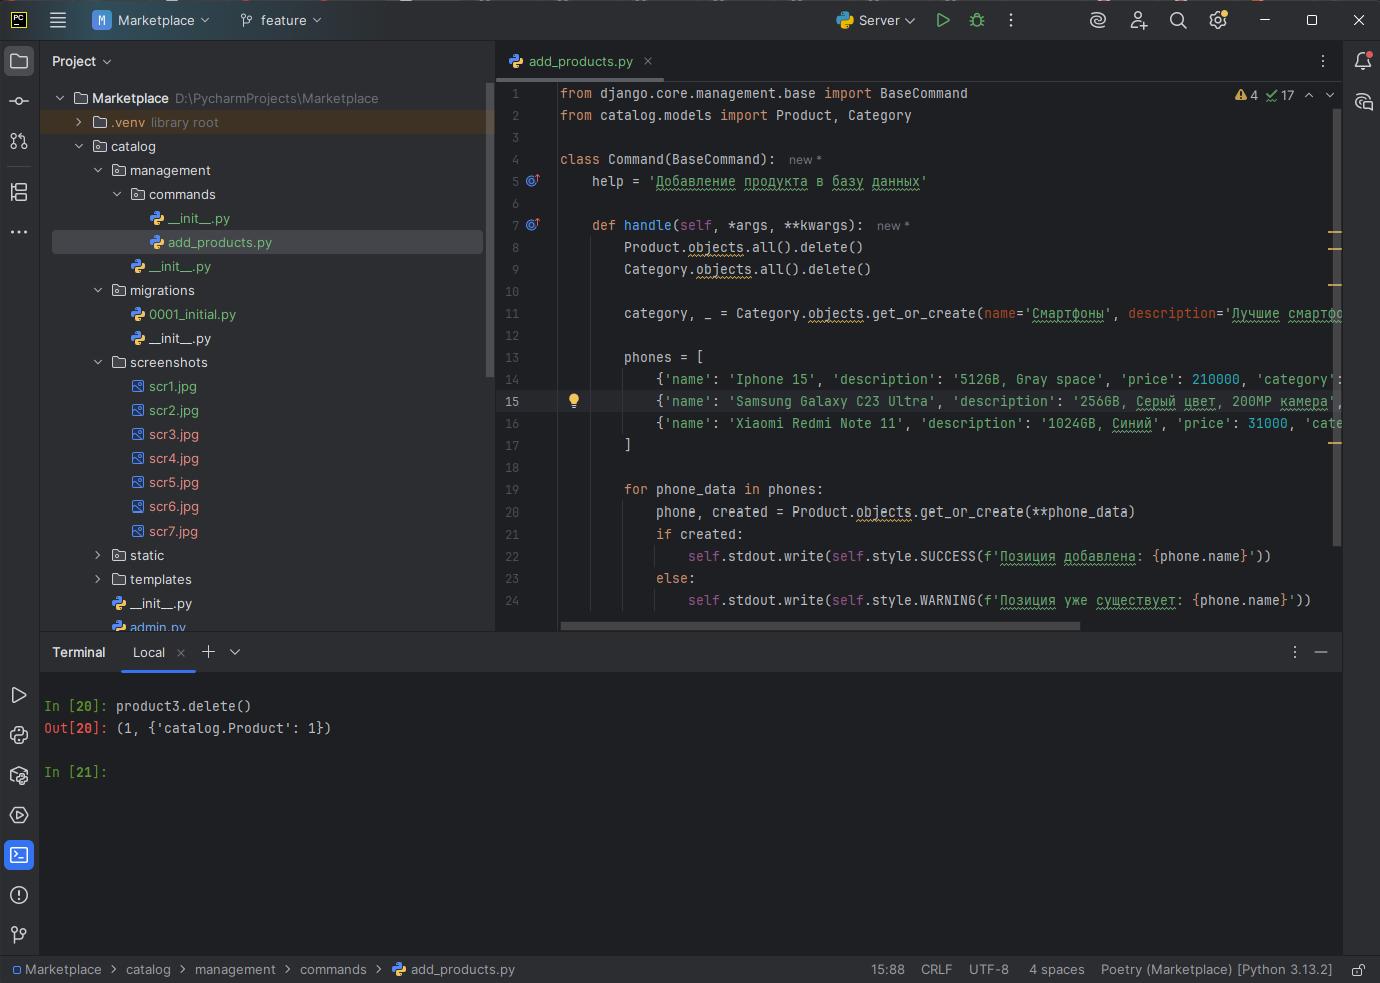 PC
M Marketplace
feature
Server
Project
Marketplace D:\PycharmProjects\Marketplace
.venv library root
catalog
management
commands
__init__.py
add_products.py
__init__.py
migrations
0001_initial.py
__init__.py
screenshots
scr1.jpg
scr2.jpg
scr3.jpg
scr4.jpg
scr5.jpg
scr6.jpg
scr7.jpg
static
templates
__init__.py
admin.py
add_products.py
4 17
1 from django.core.management.base import BaseCommand
2 from catalog.models import Product, Category
3
4 class Command(BaseCommand): new *
5 help = 'Добавление продукта в базу данных'
6
7 def handle(self, *args, **kwargs): new *
8 Product.objects.all().delete()
9 Category.objects.all().delete()
10
11 category, _ = Category.objects.get_or_create(name='Смартфоны', description='Лучшие смартфо
12
13 phones = [
14 {'name': 'Iphone 15', 'description': '512GB, Gray space', 'price': 210000, 'category':
15 {'name': 'Samsung Galaxy C23 Ultra', 'description': '256GB, Серый цвет, 200MP камера',
16 {'name': 'Xiaomi Redmi Note 11', 'description': '1024GB, Синий', 'price': 31000, 'cate
17 ]
18
19 for phone_data in phones:
20 phone, created = Product.objects.get_or_create(**phone_data)
21 if created:
22 self.stdout.write(self.style.SUCCESS(f'Позиция добавлена: {phone.name}'))
23 else:
24 self.stdout.write(self.style.WARNING(f'Позиция уже существует: {phone.name}'))
Terminal Local
In [20]: product3.delete()
Out[20]: (1, {'catalog.Product': 1})
In [21]:
Marketplace > catalog > management > commands > add_products.py
15:88 CRLF UTF-8 4 spaces Poetry (Marketplace) [Python 3.13.2]